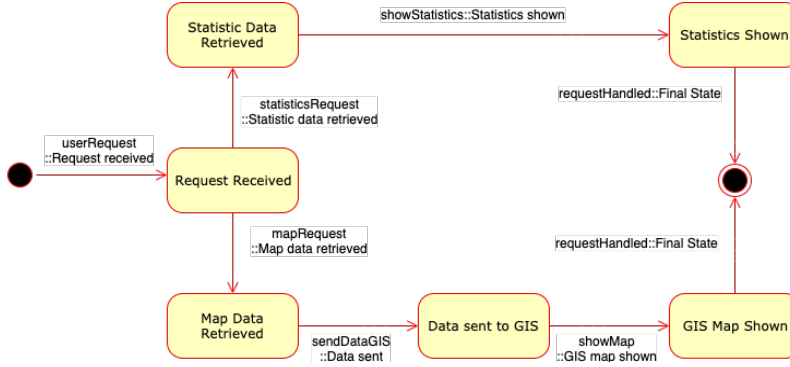 Statistic Data
Retrieved
showStatistics::Statistics shown
Statistics Shown
requestHandled::Final State
statisticsRequest
::Statistic data retrieved
userRequest
::Request received
Request Received
mapRequest
::Map data retrieved
requestHandled::Final State
Map Data
Retrieved
sendDataGIS
::Data sent
Data sent to GIS
showMap
::GIS map shown
GIS Map Shown